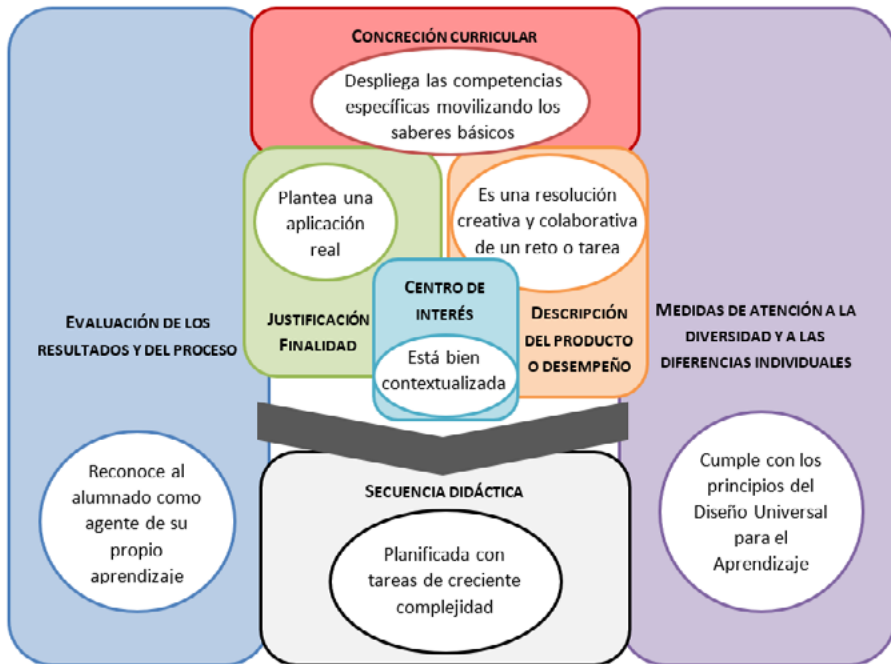 CONCRECIÓN CURRICULAR
Despliega las competencias
específicas movilizando los
saberes básicos
Plantea una
aplicación
real
Es una resolución
creativa y colaborativa
de un reto o tarea
CENTRO DE
INTERÉS
Está bien
contextualizada
JUSTIFICACIÓN
FINALIDAD
DESCRIPCIÓN
DEL PRODUCTO
O DESEMPEÑO
EVALUACIÓN DE LOS
RESULTADOS Y DEL PROCESO
Reconoce al
alumnado como
agente de su
propio
aprendizaje
MEDIDAS DE ATENCIÓN A LA
DIVERSIDAD Y A LAS
DIFERENCIAS INDIVIDUALES
Cumple con los
principios del
Diseño Universal
para el
Aprendizaje
SECUENCIA DIDÁCTICA
Planificada con
tareas de creciente
complejidad